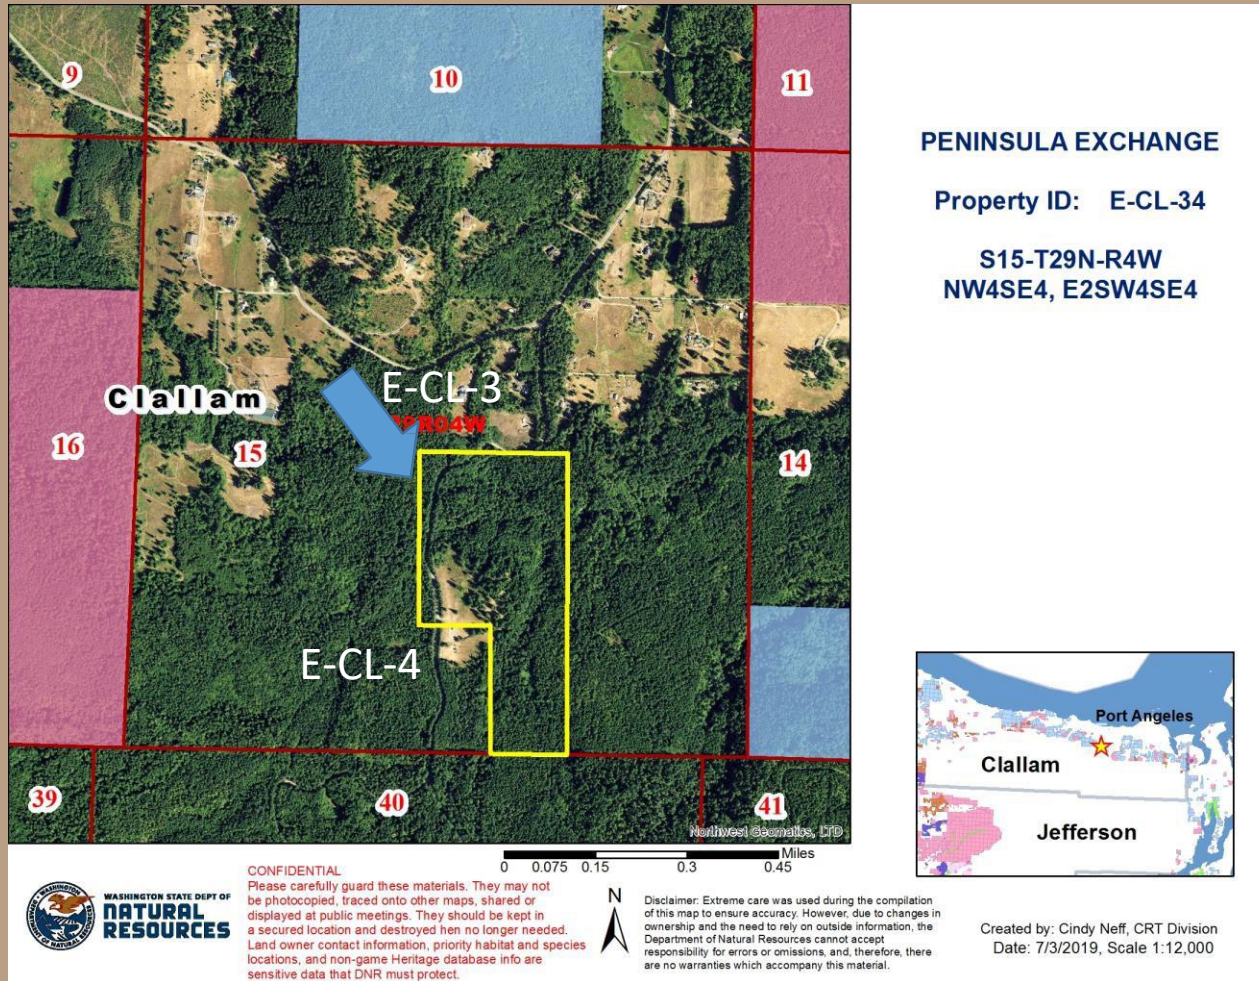 9
10
11
PENINSULA EXCHANGE
Property ID: E-CL-34
S15-T29N-R4W
NW4SE4, E2SW4SE4
E-CL-3
R04W
Clallam
16
15
14
E-CL-4
39
40
41
Northwest Geomatics, LTD
Port Angeles
Clallam
Jefferson
0 0.075 0.15 0.3 0.45 Miles
WASHINGTON STATE DEPT OF
NATURAL
RESOURCES
WASHINGTON
DEPARTMENT OF NATURAL RESOURCES
CONFIDENTIAL
Please carefully guard these materials. They may not
be photocopied, traced onto other maps, shared or
displayed at public meetings. They should be kept in
a secured location and destroyed hen no longer needed.
Land owner contact information, priority habitat and species
locations, and non-game Heritage database info are
sensitive data that DNR must protect.
N
Disclaimer: Extreme care was used during the compilation
of this map to ensure accuracy. However, due to changes in
ownership and the need to rely on outside information, the
Department of Natural Resources cannot accept
responsibility for errors or omissions, and, therefore, there
are no warranties which accompany this material.
Created by: Cindy Neff, CRT Division
Date: 7/3/2019, Scale 1:12,000